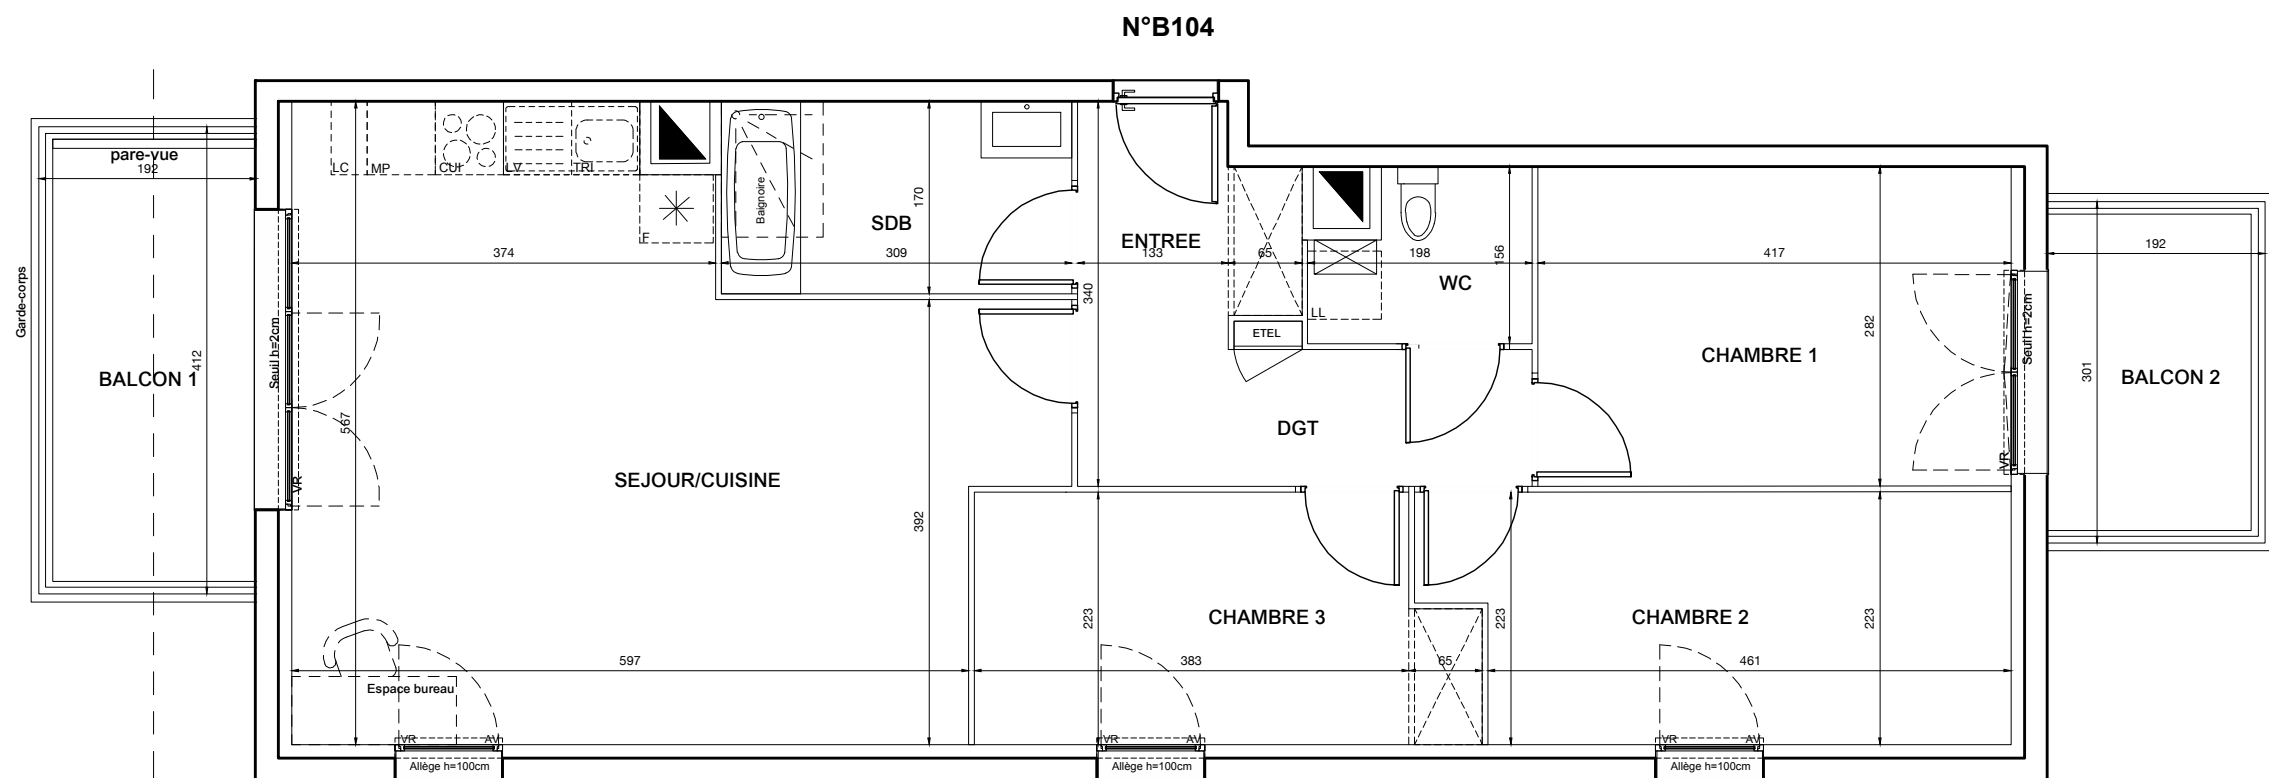 N°B104
pare-vue
192
Garde-corps
BALCON 1
412
Seuil h=2cm
VR
567
LC
MP
CUI
LV
TRI
F
374
Baignoire
SDB
170
309
ENTREE
133
340
65
ETEL
LL
198
156
WC
417
CHAMBRE 1
282
Seuil h=2cm
VR
192
301
BALCON 2
DGT
SEJOUR/CUISINE
392
597
Espace bureau
VR
AV
Allège h=100cm
CHAMBRE 3
223
383
65
VR
AV
Allège h=100cm
CHAMBRE 2
223
223
461
VR
AV
Allège h=100cm